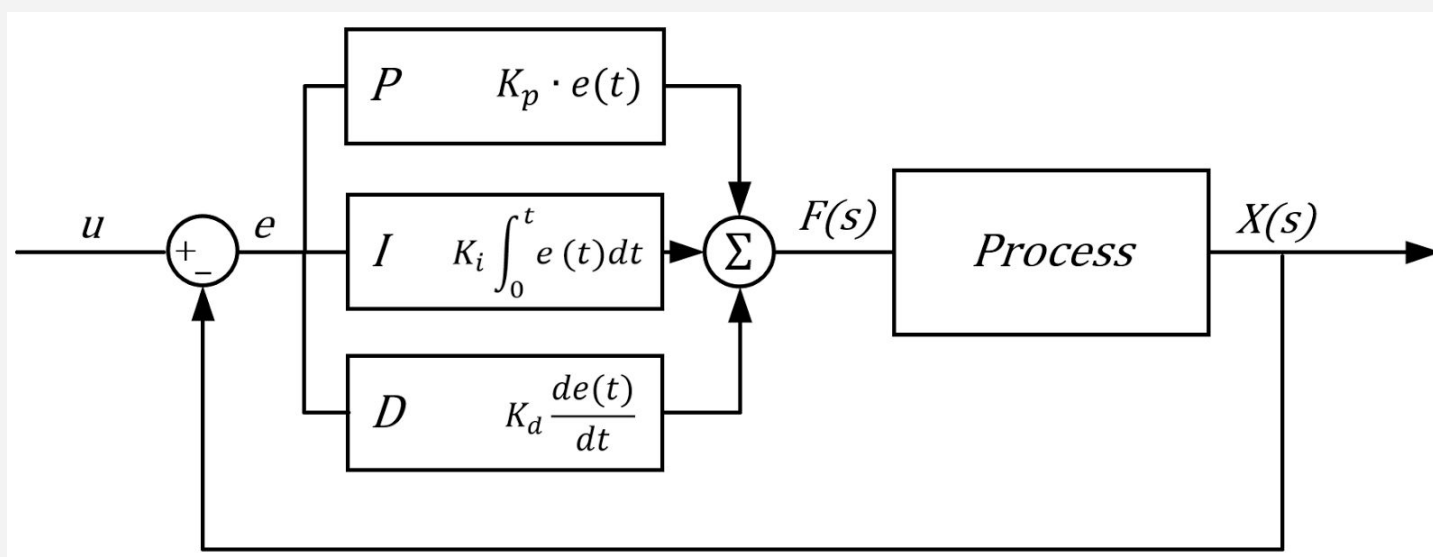 P K_p · e(t)
u
+
−
e
I K_i ∫_0^t e (t)dt
Σ
F(s)
Process
X(s)
D K_d de(t)/dt